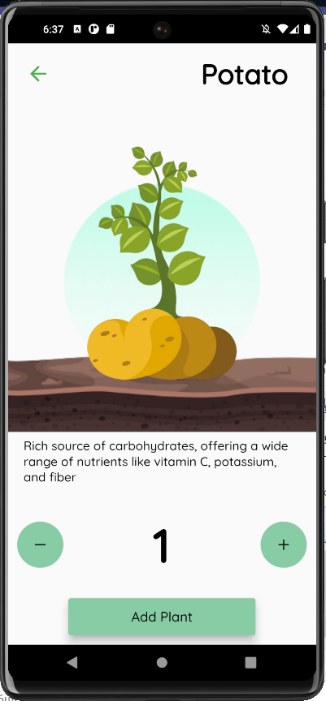 6:37
Potato
Rich source of carbohydrates, offering a wide
range of nutrients like vitamin C, potassium,
and fiber
−
1
+
Add Plant